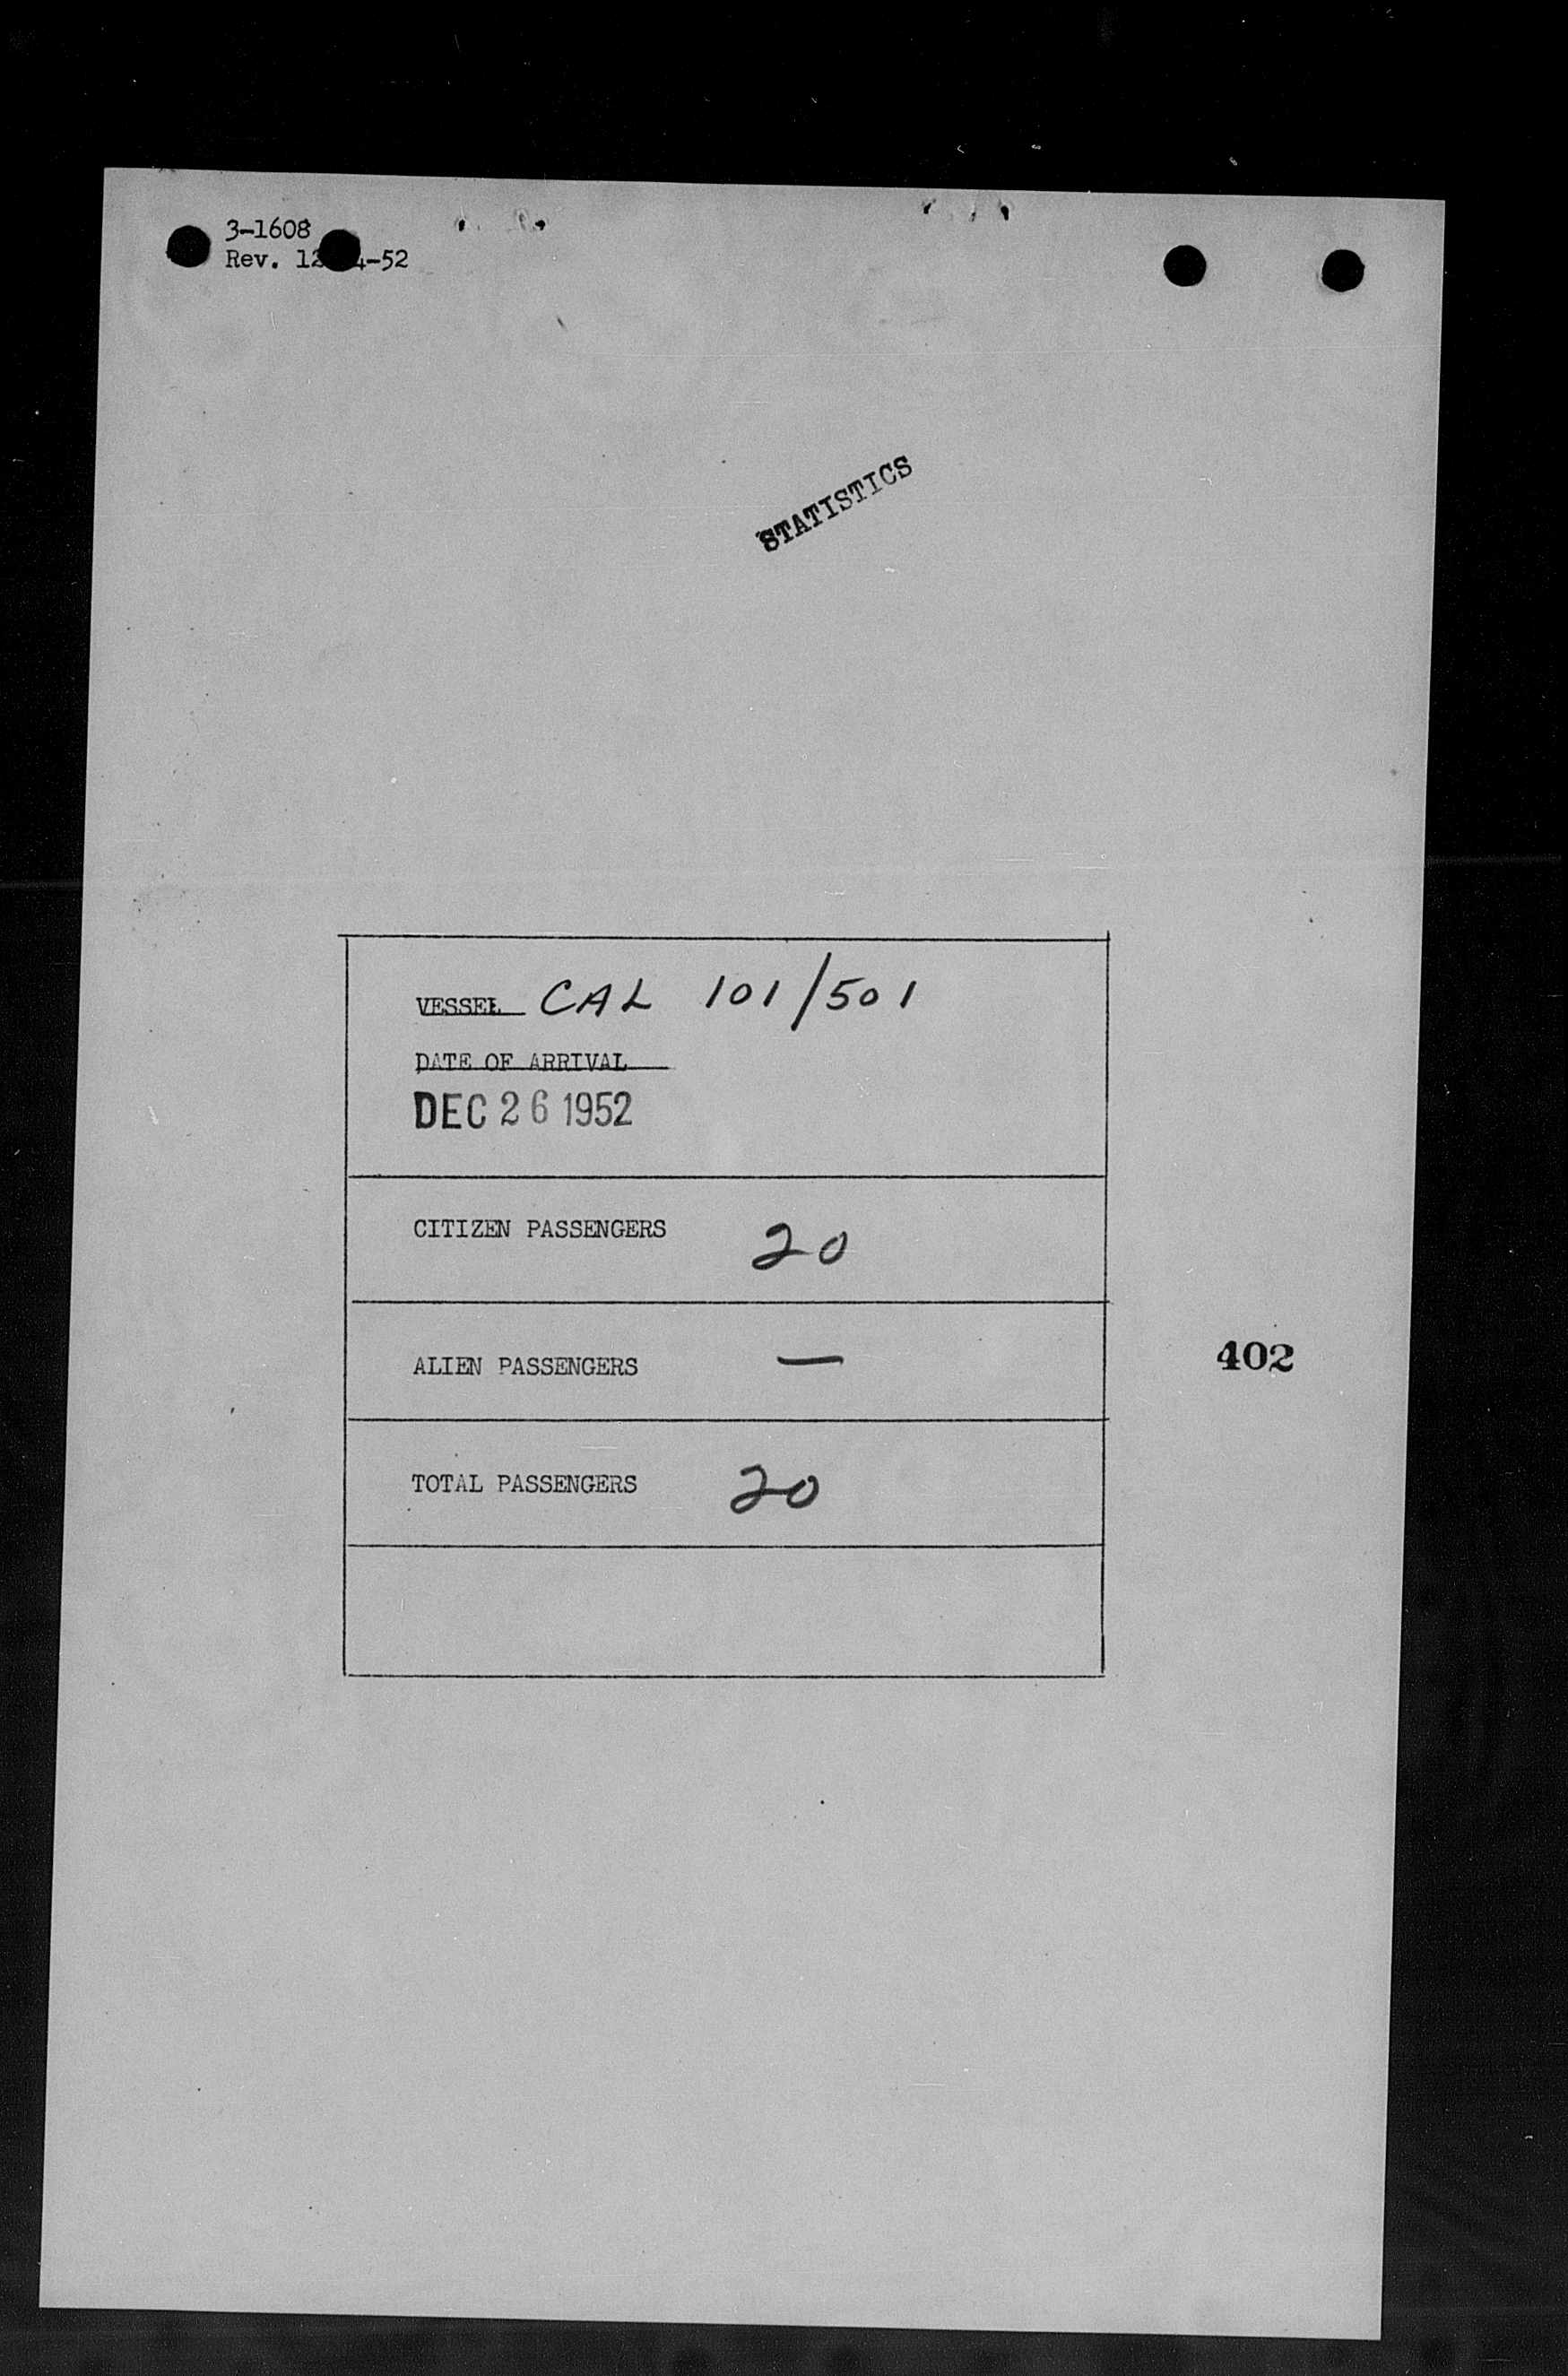 3-1608
Rev. 12 4-52
STATISTICS
VESSEL CAL 101/501
DATE OF ARRIVAL
DEC 26 1952
CITIZEN PASSENGERS 20
ALIEN PASSENGERS —
402
TOTAL PASSENGERS 20